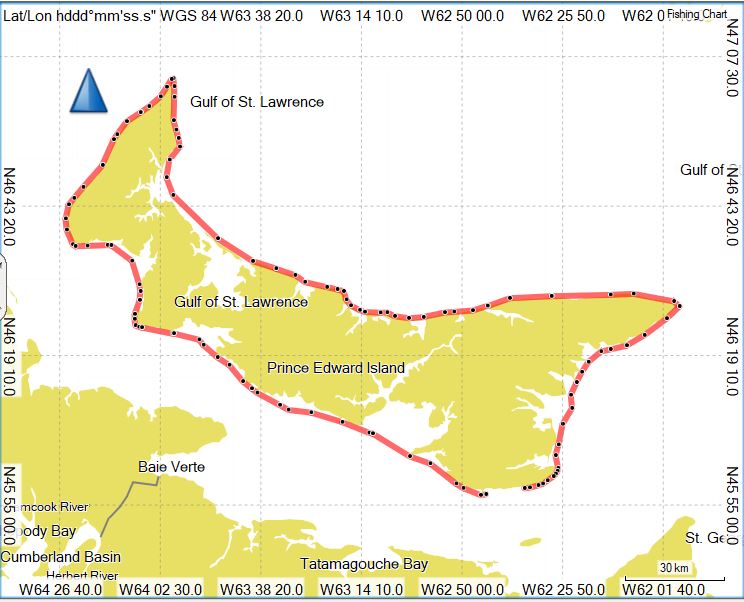 Lat/Lon hddd°mm'ss.s" WGS 84 W63 38 20.0 W63 14 10.0 W62 50 00.0 W62 25 50.0 W62 0
Fishing Chart
N47 07 30.0
Gulf of St. Lawrence
Gulf of
N46 43 20.0
N46 43 20.0
Gulf of St. Lawrence
N46 19 10.0
N46 19 10.0
Prince Edward Island
Baie Verte
N45 55 00.0
N45 55 00.0
mcook River
ody Bay
St. Ge
Cumberland Basin
Tatamagouche Bay
30 km
Herbert River
W64 26 40.0 W64 02 30.0 W63 38 20.0 W63 14 10.0 W62 50 00.0 W62 25 50.0 W62 01 40.0